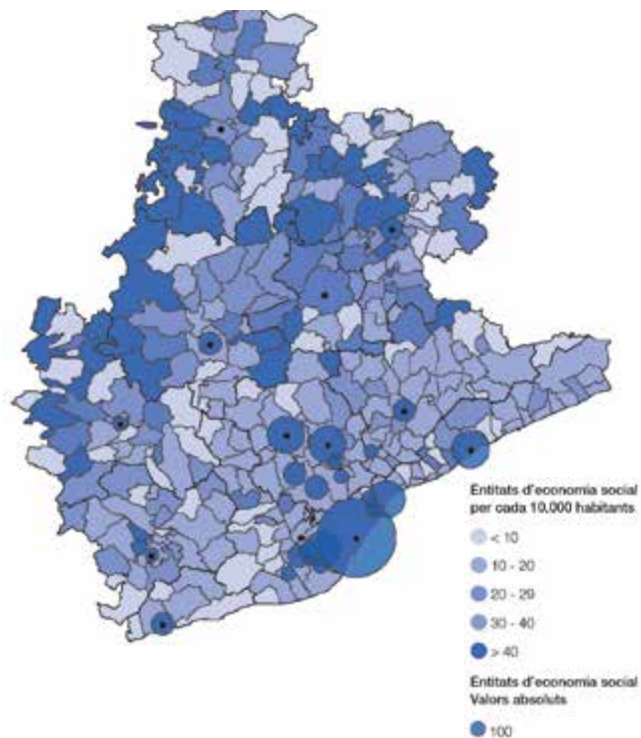 Entitats d'economia social
per cada 10.000 habitants
< 10
10 - 20
20 - 29
30 - 40
> 40
Entitats d'economia social
Valors absoluts
100